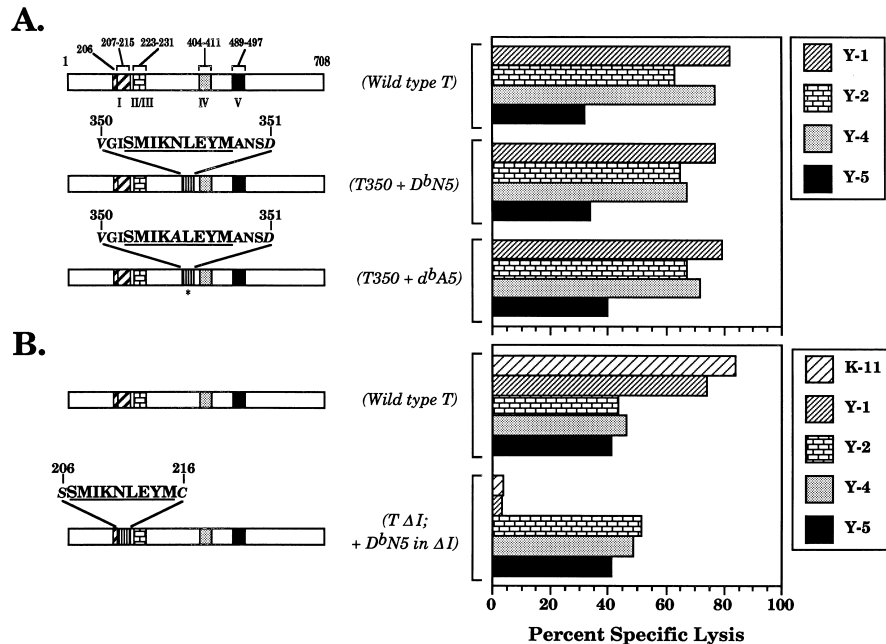 A.
206 207-215 223-231 404-411 489-497
1 708
I II/III IV V
(Wild type T)
350 351
VGISMIKNLEYMANSD
(T350 + DbN5)
350 351
VGISMIKALEYMANSD
*
(T350 + dbA5)
Y-1
Y-2
Y-4
Y-5
B.
(Wild type T)
206 216
SSMIKNLEYMC
(T ΔI;
+ DbN5 in ΔI)
K-11
Y-1
Y-2
Y-4
Y-5
0 20 40 60 80 100
Percent Specific Lysis